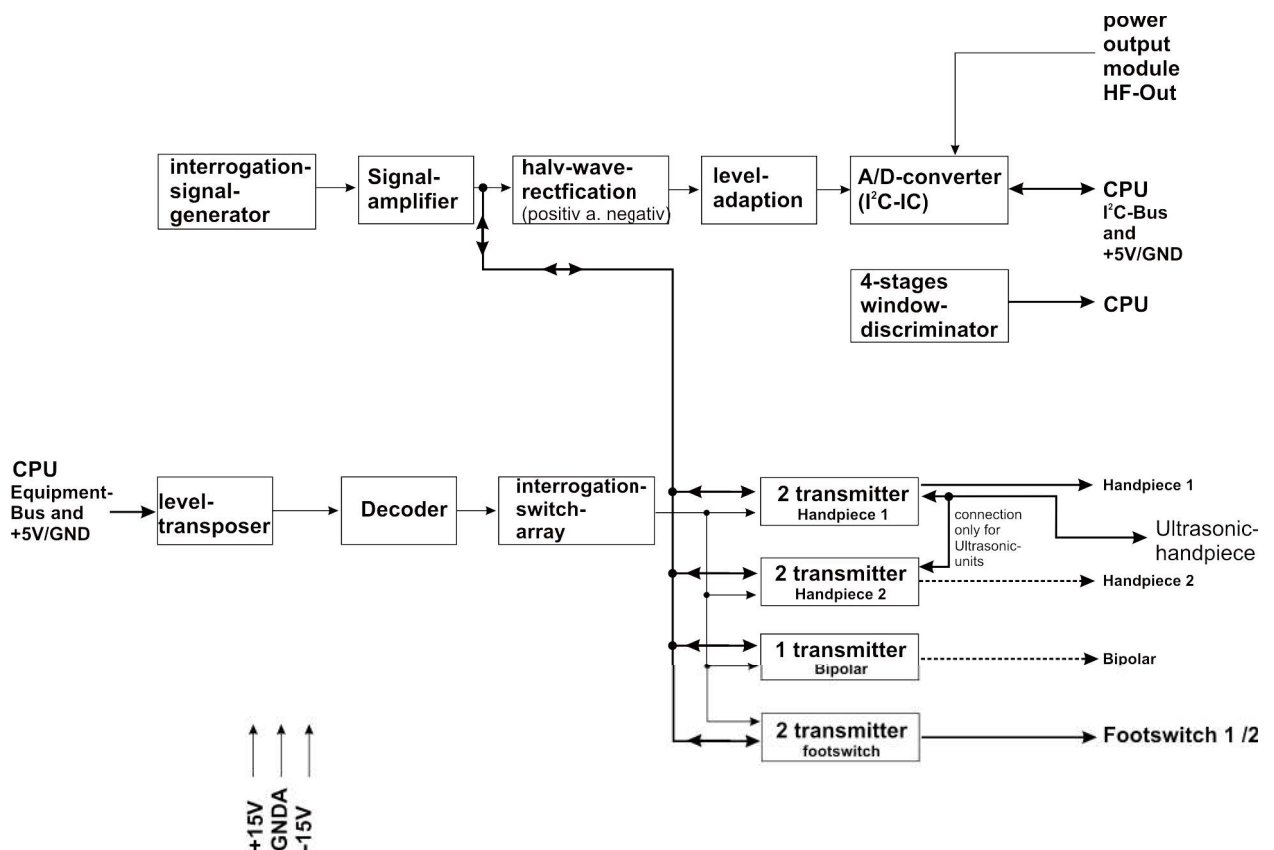 power
output
module
HF-Out
interrogation-
signal-
generator
Signal-
amplifier
halv-wave-
rectfication
(positiv a. negativ)
level-
adaption
A/D-converter
(I²C-IC)
CPU
I²C-Bus
and
+5V/GND
4-stages
window-
discriminator
CPU
CPU
Equipment-
Bus and
+5V/GND
level-
transposer
Decoder
interrogation-
switch-
array
2 transmitter
Handpiece 1
Handpiece 1
connection
only for
Ultrasonic-
units
Ultrasonic-
handpiece
2 transmitter
Handpiece 2
Handpiece 2
1 transmitter
Bipolar
Bipolar
2 transmitter
footswitch
Footswitch 1 /2
+15V
GNDA
-15V